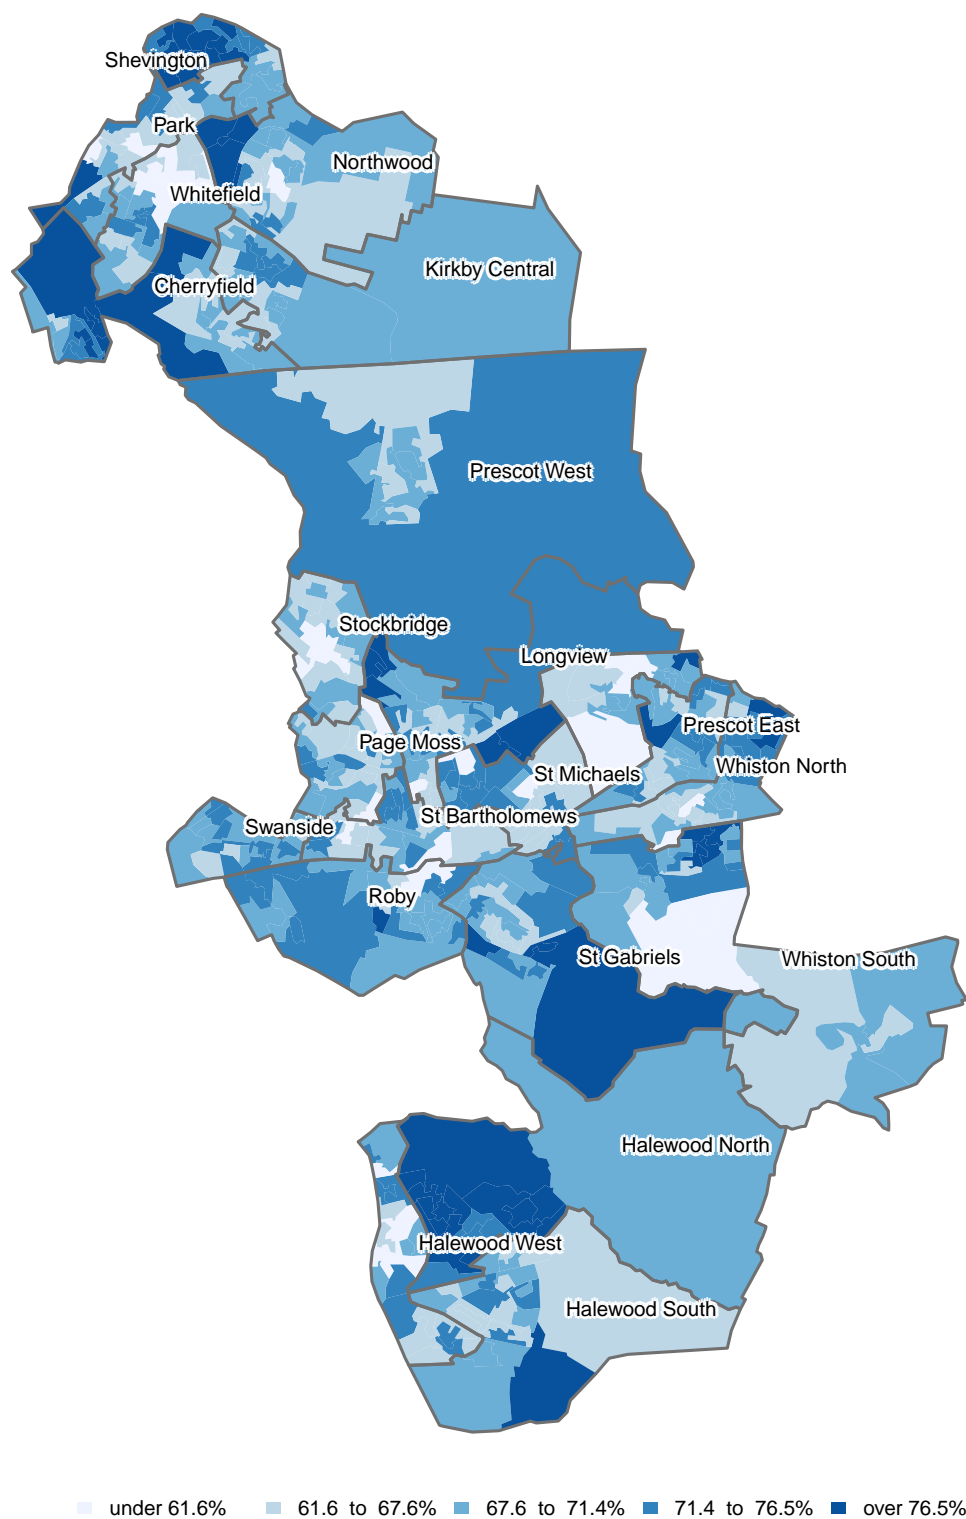 Shevington
Park
Northwood
Whitefield
Kirkby Central
Cherryfield
Prescot West
Stockbridge
Longview
Prescot East
Page Moss
Whiston North
St Michaels
St Bartholomews
Swanside
Roby
St Gabriels
Whiston South
Halewood North
Halewood West
Halewood South
under 61.6% 61.6 to 67.6% 67.6 to 71.4% 71.4 to 76.5% over 76.5%